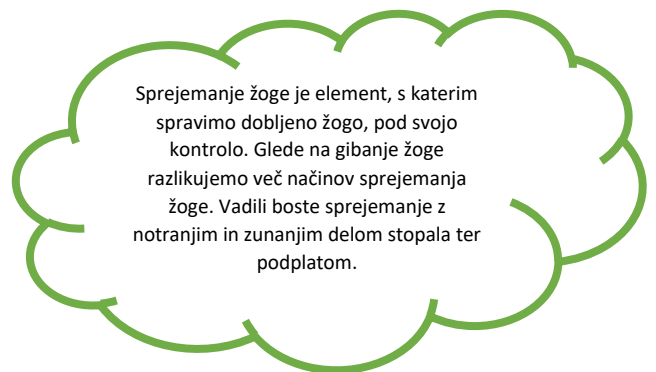 Sprejemanje žoge je element, s katerim
spravimo dobljeno žogo, pod svojo
kontrolo. Glede na gibanje žoge
razlikujemo več načinov sprejemanja
žoge. Vadili boste sprejemanje z
notranjim in zunanjim delom stopala ter
podplatom.